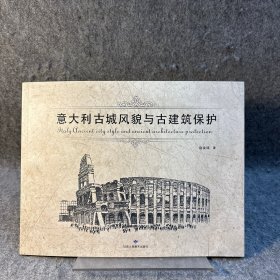 意大利古城风貌与古建筑保护
Italy Ancient city style and ancient architecture protection